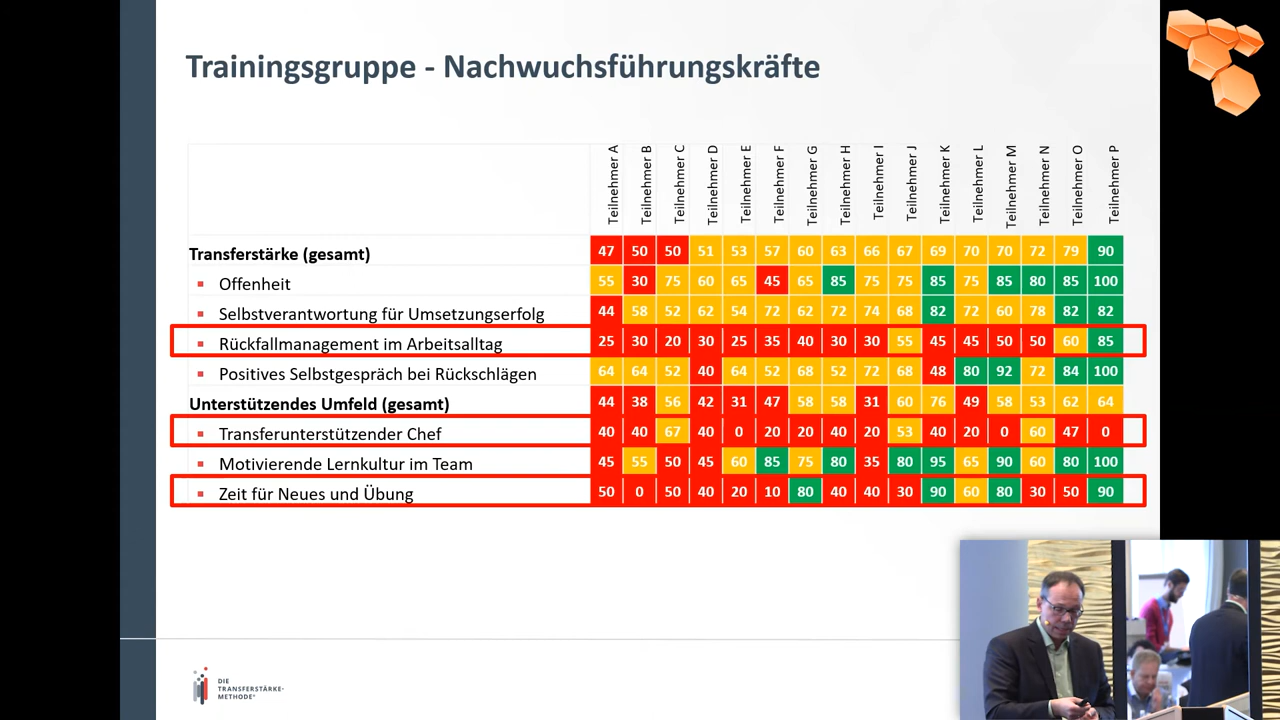 Trainingsgruppe - Nachwuchsführungskräfte
Teilnehmer A Teilnehmer B Teilnehmer C Teilnehmer D Teilnehmer E Teilnehmer F Teilnehmer G Teilnehmer H Teilnehmer I Teilnehmer J Teilnehmer K Teilnehmer L Teilnehmer M Teilnehmer N Teilnehmer O Teilnehmer P
Transferstärke (gesamt) 47 50 50 51 53 57 60 63 66 67 69 70 70 72 79 90
▪ Offenheit 55 30 75 60 65 45 65 85 75 75 85 75 85 80 85 100
▪ Selbstverantwortung für Umsetzungserfolg 44 58 52 62 54 72 62 72 74 68 82 72 60 78 82 82
▪ Rückfallmanagement im Arbeitsalltag 25 30 20 30 25 35 40 30 30 55 45 45 50 50 60 85
▪ Positives Selbstgespräch bei Rückschlägen 64 64 52 40 64 52 68 52 72 68 48 80 92 72 84 100
Unterstützendes Umfeld (gesamt) 44 38 56 42 31 47 58 58 31 60 76 49 58 53 62 64
▪ Transferunterstützender Chef 40 40 67 40 0 20 20 40 20 53 40 20 0 60 47 0
▪ Motivierende Lernkultur im Team 45 55 50 45 60 85 75 80 35 80 95 65 90 60 80 100
▪ Zeit für Neues und Übung 50 0 50 40 20 10 80 40 40 30 90 60 80 30 50 90
DIE
TRANSFERSTÄRKE-
METHODE®